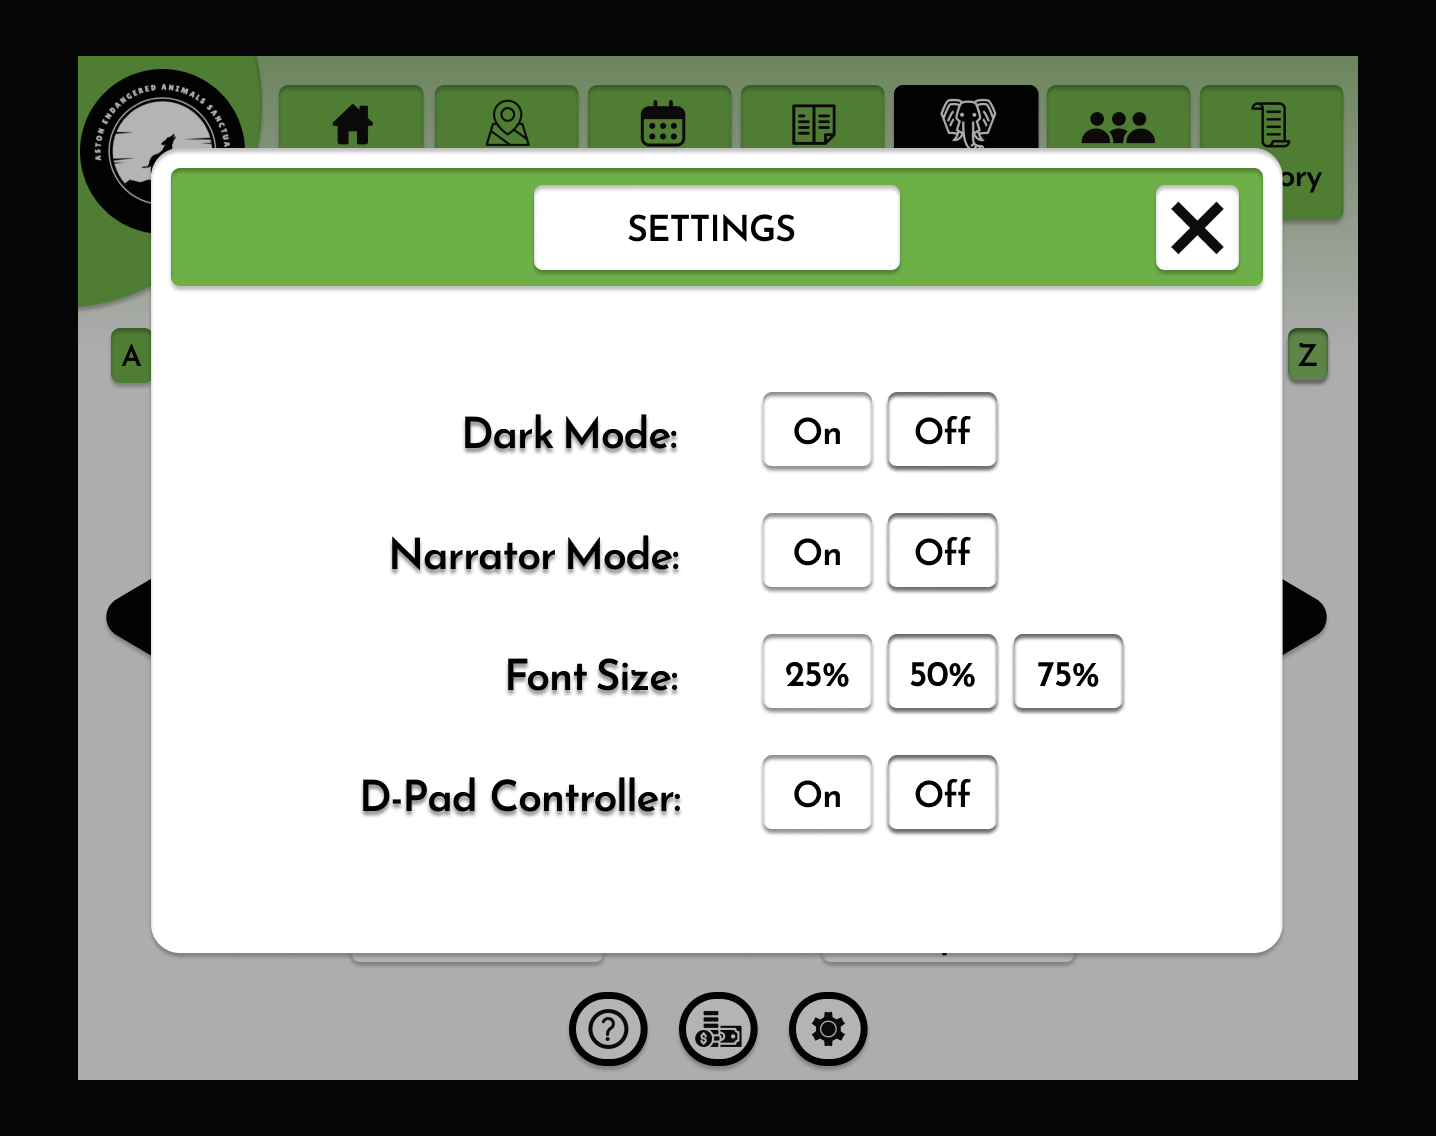 ASTON ENDANGERED ANIMALS
ory
SETTINGS
A
Z
Dark Mode: On Off
Narrator Mode: On Off
Font Size: 25% 50% 75%
D-Pad Controller: On Off
?
$